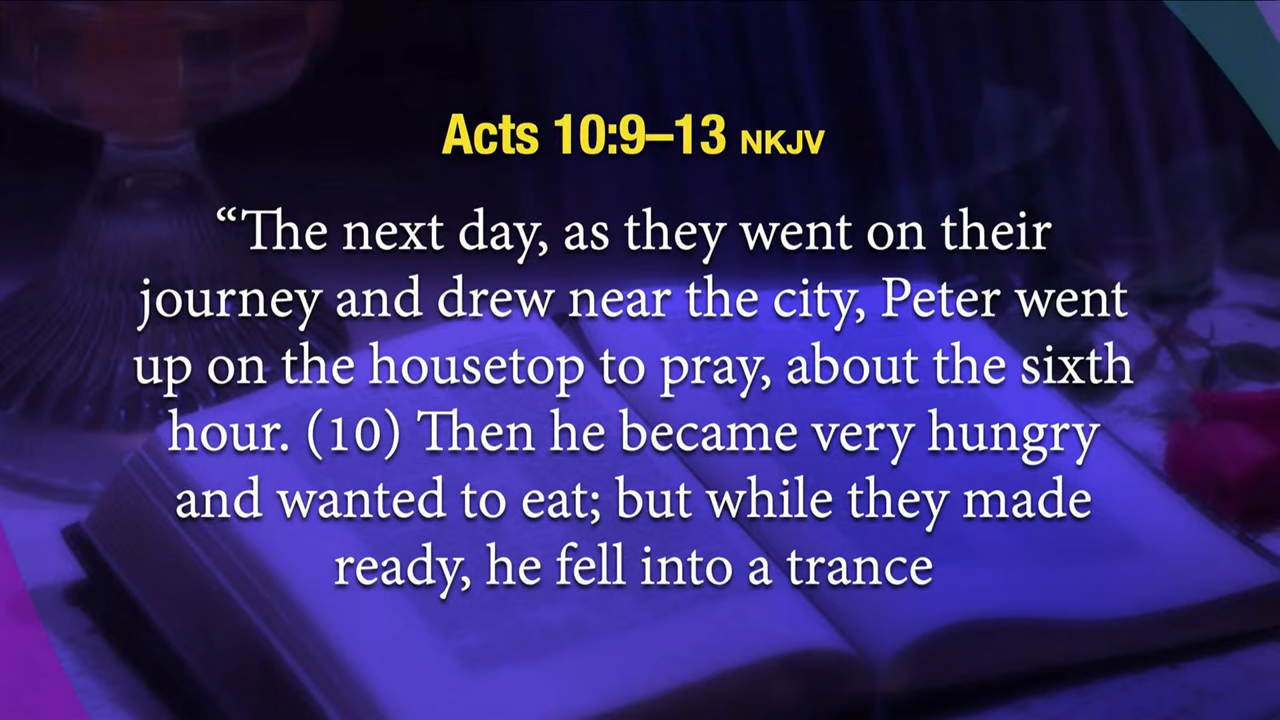 Acts 10:9–13 NKJV
“The next day, as they went on their
journey and drew near the city, Peter went
up on the housetop to pray, about the sixth
hour. (10) Then he became very hungry
and wanted to eat; but while they made
ready, he fell into a trance